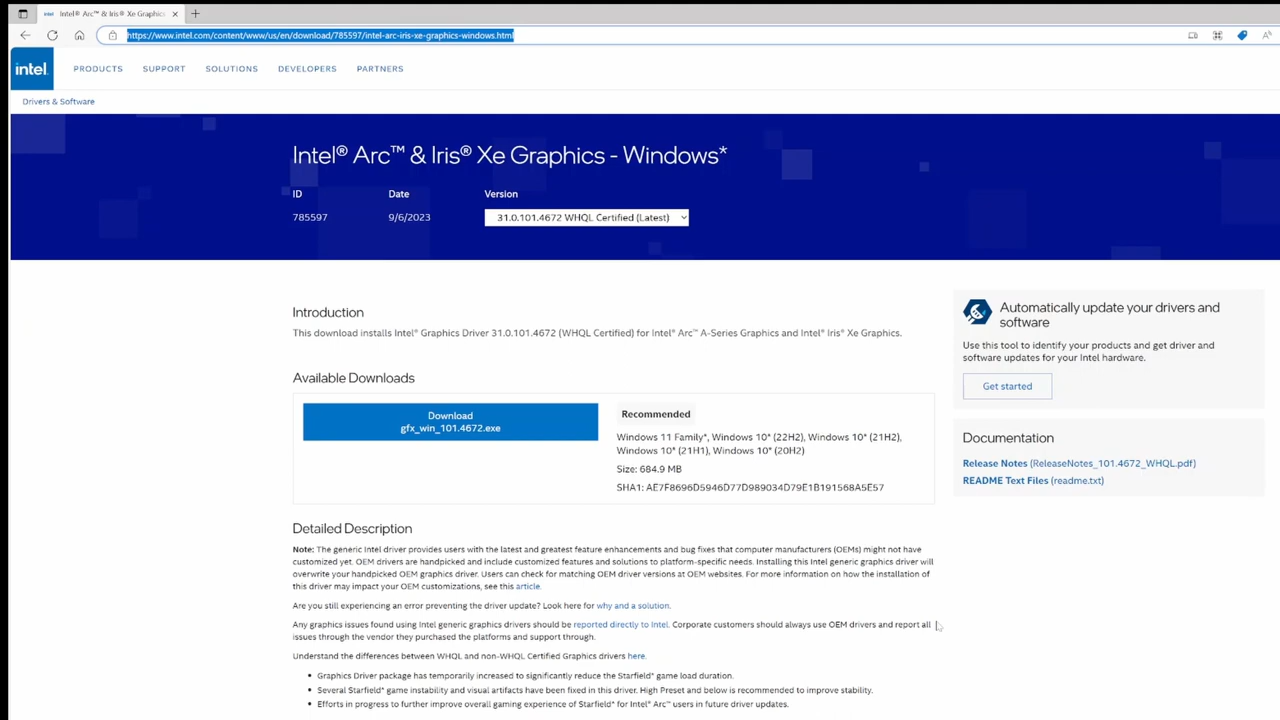 intel Intel® Arc™ & Iris® Xe Graphics
https://www.intel.com/content/www/us/en/download/785597/intel-arc-iris-xe-graphics-windows.html
intel.
PRODUCTS SUPPORT SOLUTIONS DEVELOPERS PARTNERS
Drivers & Software
Intel® Arc™ & Iris® Xe Graphics - Windows*
ID Date Version
785597 9/6/2023 31.0.101.4672 WHQL Certified (Latest)
Introduction
This download installs Intel® Graphics Driver 31.0.101.4672 (WHQL Certified) for Intel® Arc™ A-Series Graphics and Intel® Iris® Xe Graphics.
Available Downloads
Download
gfx_win_101.4672.exe
Recommended
Windows 11 Family*, Windows 10* (22H2), Windows 10* (21H2),
Windows 10* (21H1), Windows 10* (20H2)
Size: 684.9 MB
SHA1: AE7F8696D5946D77D989034D79E1B191568A5E57
Detailed Description
Note: The generic Intel driver provides users with the latest and greatest feature enhancements and bug fixes that computer manufacturers (OEMs) might not have
customized yet. OEM drivers are handpicked and include customized features and solutions to platform-specific needs. Installing this Intel generic graphics driver will
overwrite your handpicked OEM graphics driver. Users can check for matching OEM driver versions at OEM websites. For more information on how the installation of
this driver may impact your OEM customizations, see this article.
Are you still experiencing an error preventing the driver update? Look here for why and a solution.
Any graphics issues found using Intel generic graphics drivers should be reported directly to Intel. Corporate customers should always use OEM drivers and report all
issues through the vendor they purchased the platforms and support through.
Understand the differences between WHQL and non-WHQL Certified Graphics drivers here.
• Graphics Driver package has temporarily increased to significantly reduce the Starfield* game load duration.
• Several Starfield* game instability and visual artifacts have been fixed in this driver. High Preset and below is recommended to improve stability.
• Efforts in progress to further improve overall gaming experience of Starfield* for Intel® Arc™ users in future driver updates.
Automatically update your drivers and
software
Use this tool to identify your products and get driver and
software updates for your Intel hardware.
Get started
Documentation
Release Notes (ReleaseNotes_101.4672_WHQL.pdf)
README Text Files (readme.txt)